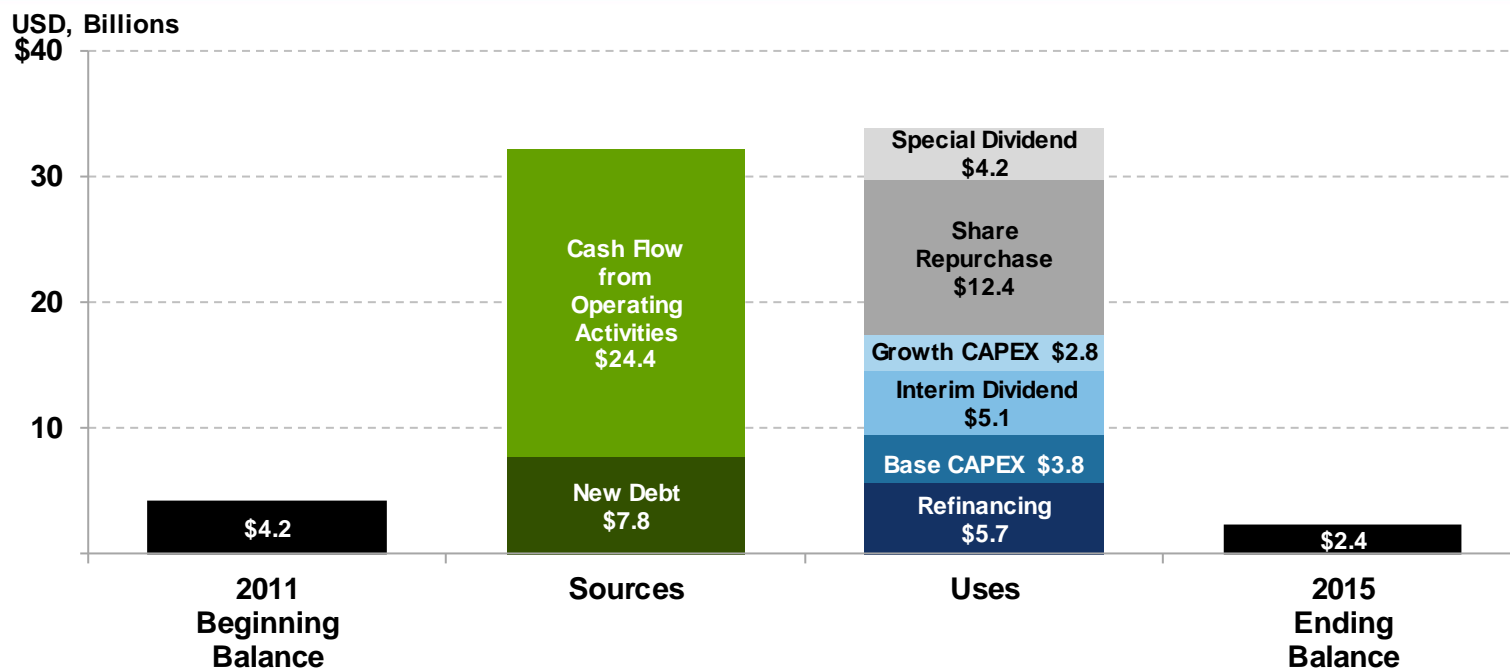 USD, Billions
$40
30
20
10
$4.2
Cash Flow
from
Operating
Activities
$24.4
New Debt
$7.8
Special Dividend
$4.2
Share
Repurchase
$12.4
Growth CAPEX $2.8
Interim Dividend
$5.1
Base CAPEX $3.8
Refinancing
$5.7
$2.4
2011
Beginning
Balance
Sources
Uses
2015
Ending
Balance